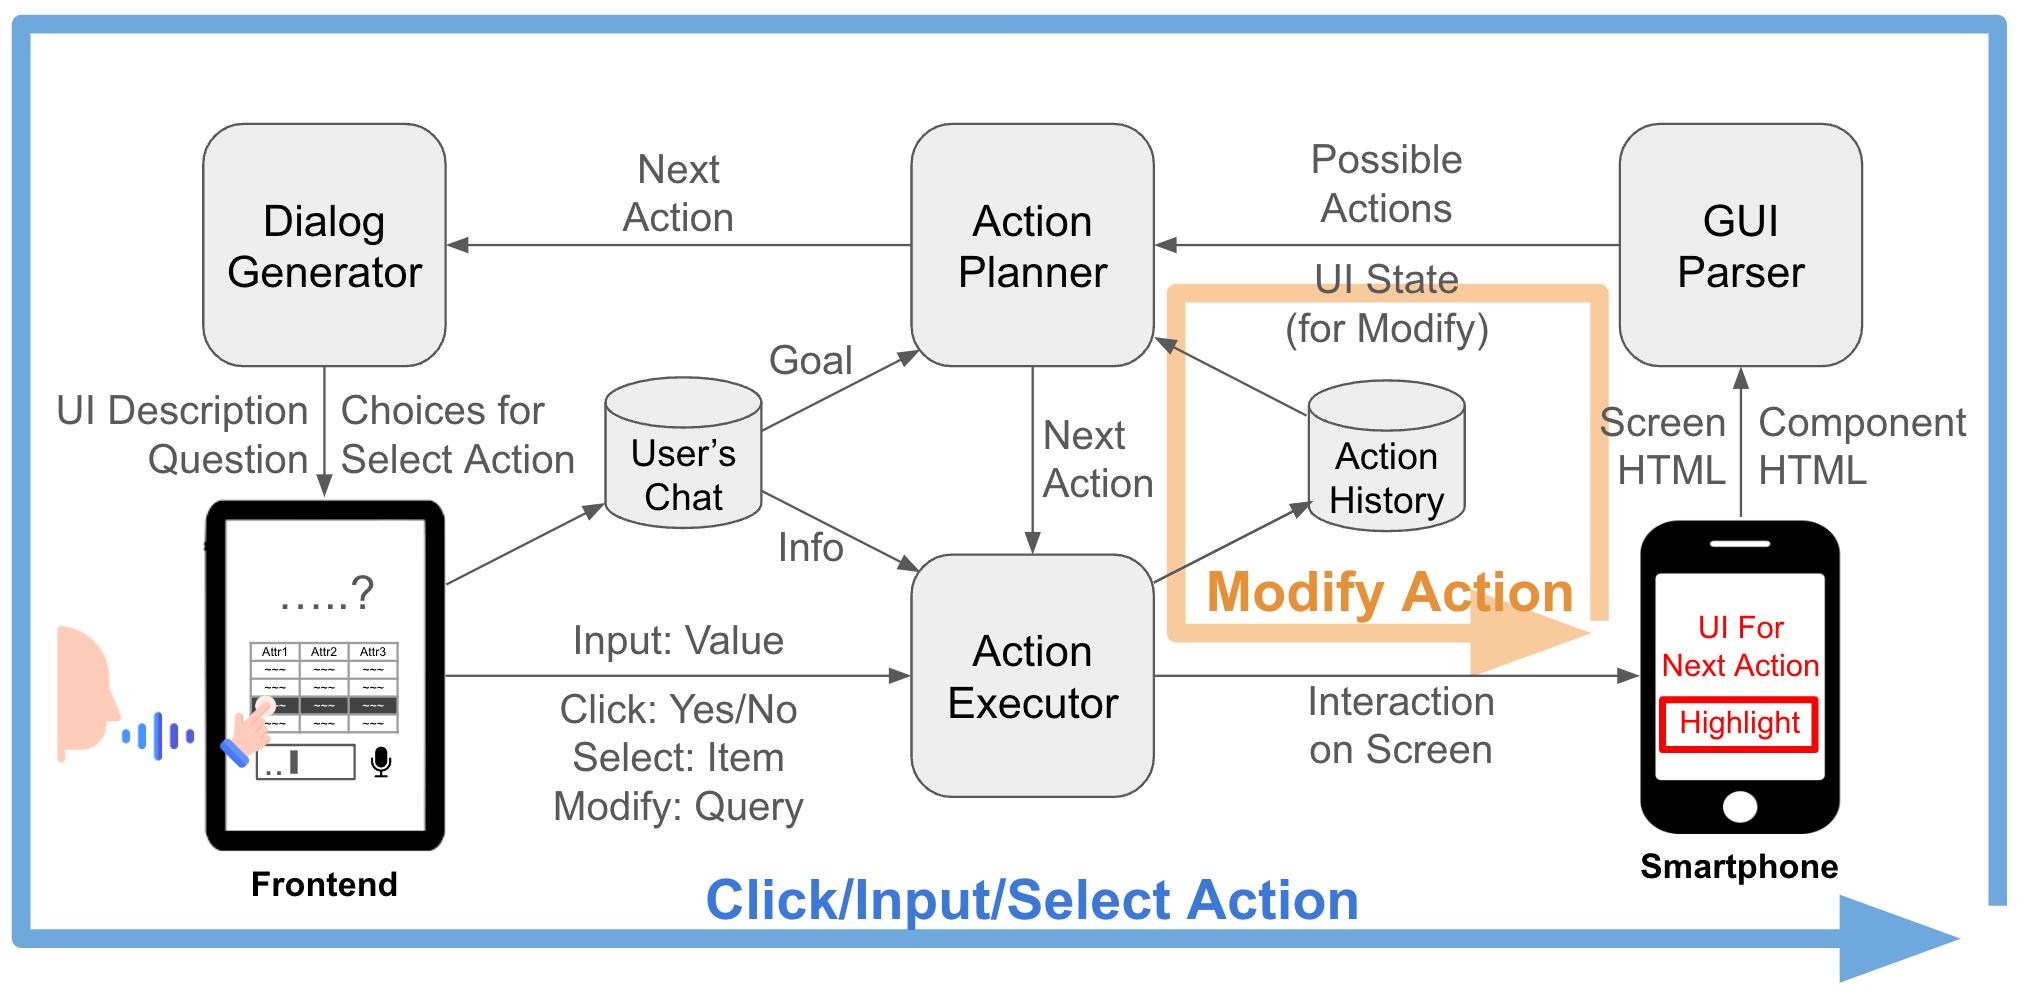 Dialog
Generator
Next
Action
Action
Planner
Possible
Actions
GUI
Parser
UI State
(for Modify)
Goal
UI Description
Question
Choices for
Select Action
User's
Chat
Next
Action
Action
History
Screen
HTML
Component
HTML
Info
…..?
Attr1 Attr2 Attr3
~~~ ~~~ ~~~
~~~ ~~~ ~~~
~~~ ~~~ ~~~
~~~ ~~~ ~~~
..
Input: Value
Click: Yes/No
Select: Item
Modify: Query
Action
Executor
Modify Action
Interaction
on Screen
UI For
Next Action
Highlight
Frontend
Smartphone
Click/Input/Select Action